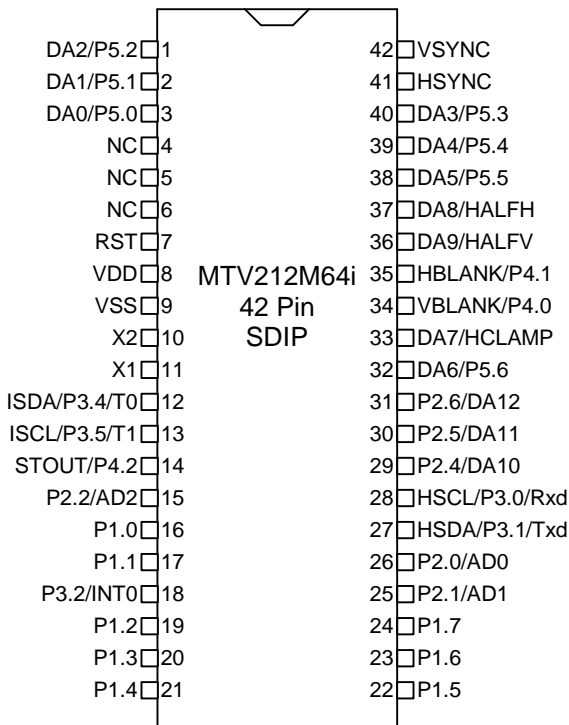 DA2/P5.2 1 42 VSYNC
DA1/P5.1 2 41 HSYNC
DA0/P5.0 3 40 DA3/P5.3
NC 4 39 DA4/P5.4
NC 5 38 DA5/P5.5
NC 6 37 DA8/HALFH
RST 7 36 DA9/HALFV
VDD 8 MTV212M64i 35 HBLANK/P4.1
VSS 9 42 Pin 34 VBLANK/P4.0
X2 10 SDIP 33 DA7/HCLAMP
X1 11 32 DA6/P5.6
ISDA/P3.4/T0 12 31 P2.6/DA12
ISCL/P3.5/T1 13 30 P2.5/DA11
STOUT/P4.2 14 29 P2.4/DA10
P2.2/AD2 15 28 HSCL/P3.0/Rxd
P1.0 16 27 HSDA/P3.1/Txd
P1.1 17 26 P2.0/AD0
P3.2/INT0 18 25 P2.1/AD1
P1.2 19 24 P1.7
P1.3 20 23 P1.6
P1.4 21 22 P1.5